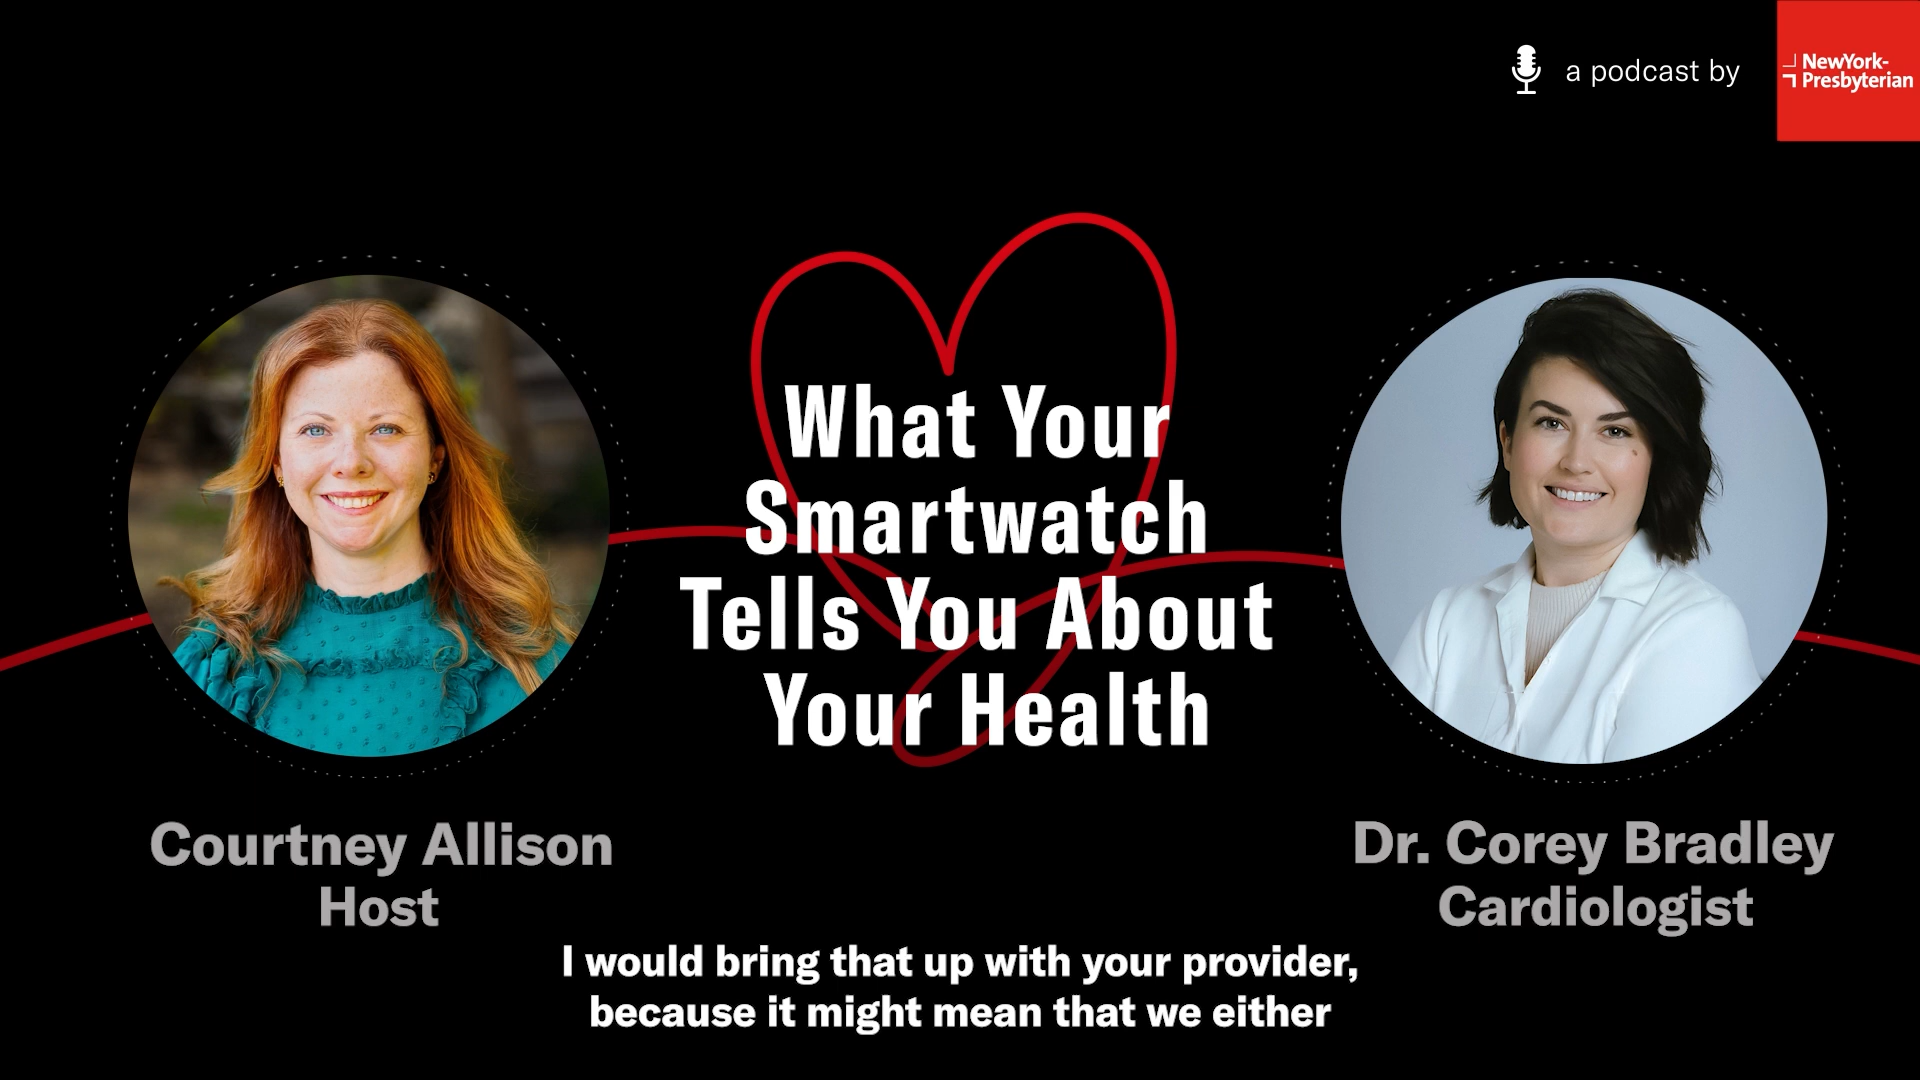 a podcast by
NewYork-
Presbyterian
What Your
Smartwatch
Tells You About
Your Health
Courtney Allison
Host
Dr. Corey Bradley
Cardiologist
I would bring that up with your provider,
because it might mean that we either